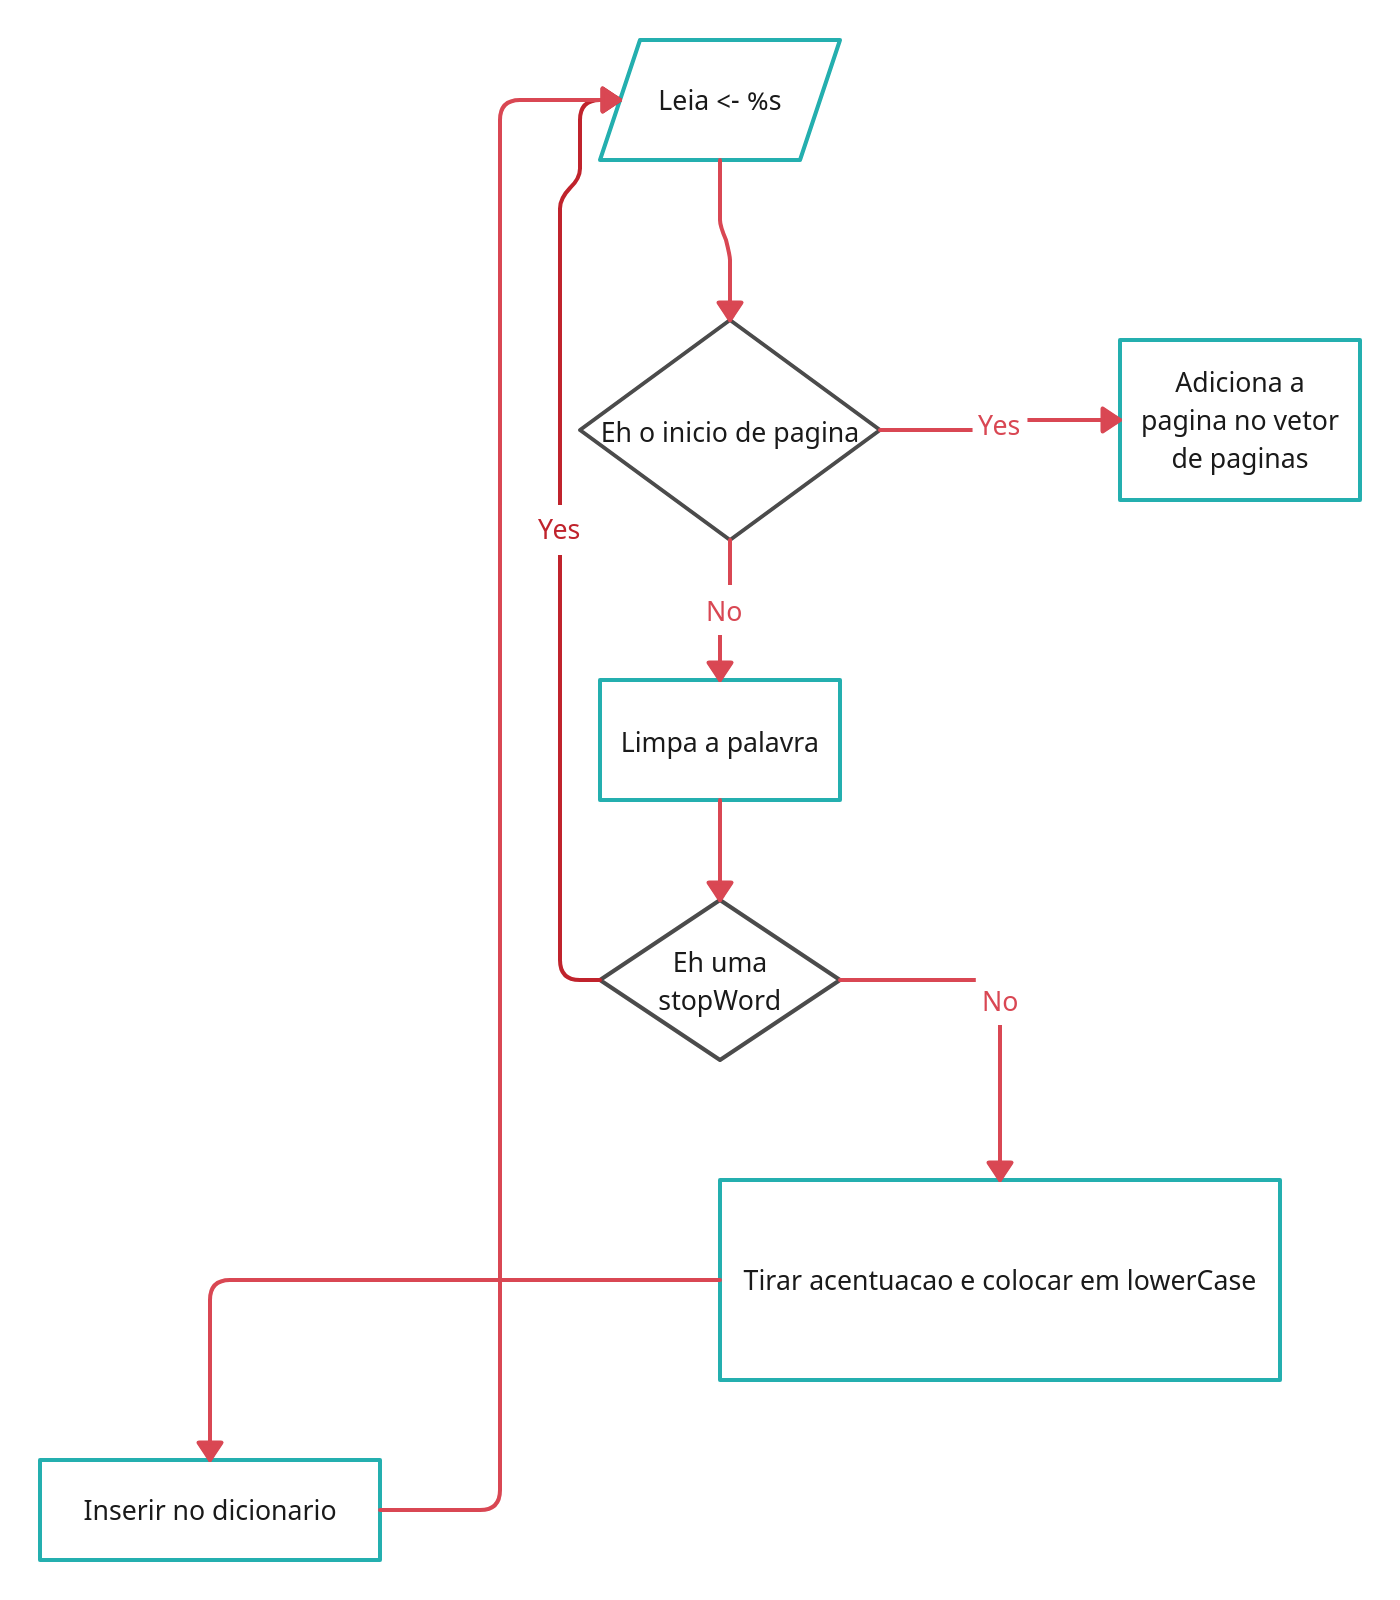 Leia <- %s
Eh o inicio de pagina
Yes
Adiciona a
pagina no vetor
de paginas
Yes
No
Limpa a palavra
Eh uma
stopWord
No
Tirar acentuacao e colocar em lowerCase
Inserir no dicionario